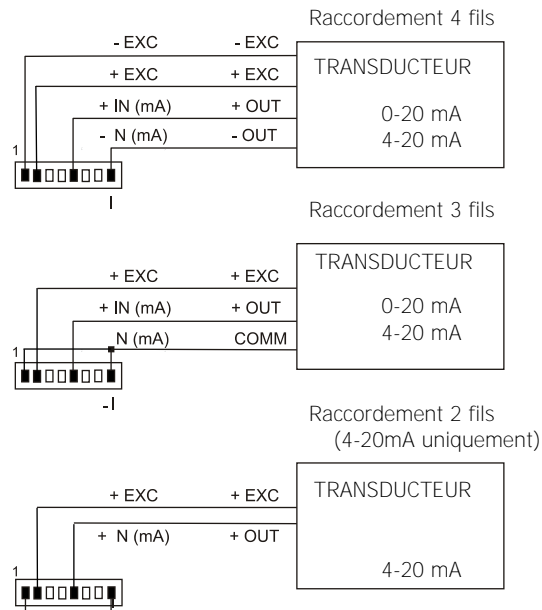 Raccordement 4 fils
- EXC - EXC
+ EXC + EXC
+ IN (mA) + OUT
- N (mA) - OUT
TRANSDUCTEUR
0-20 mA
4-20 mA
1
I
Raccordement 3 fils
+ EXC + EXC
+ IN (mA) + OUT
N (mA) COMM
TRANSDUCTEUR
0-20 mA
4-20 mA
1
-I
Raccordement 2 fils
(4-20mA uniquement)
+ EXC + EXC
+ N (mA) + OUT
TRANSDUCTEUR
4-20 mA
1